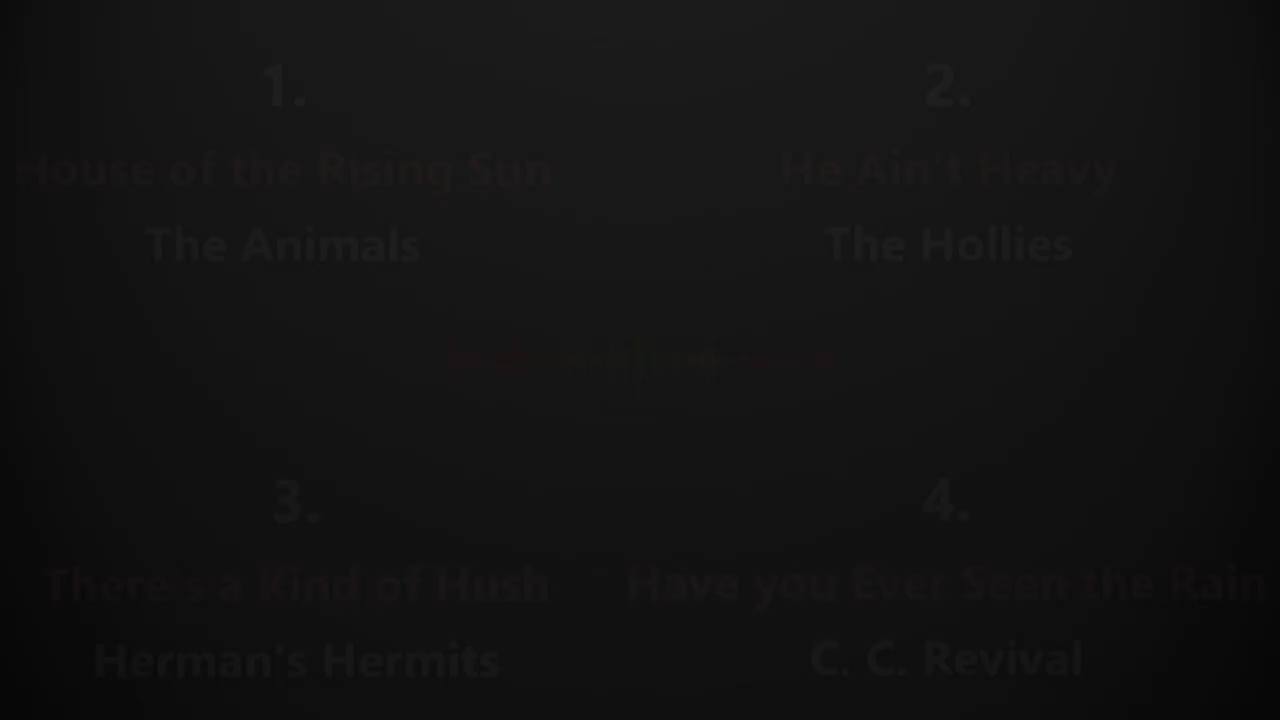 1.
House of the Rising Sun
The Animals
2.
He Ain't Heavy
The Hollies
3.
There's a Kind of Hush
Herman's Hermits
4.
Have you Ever Seen the Rain
C. C. Revival